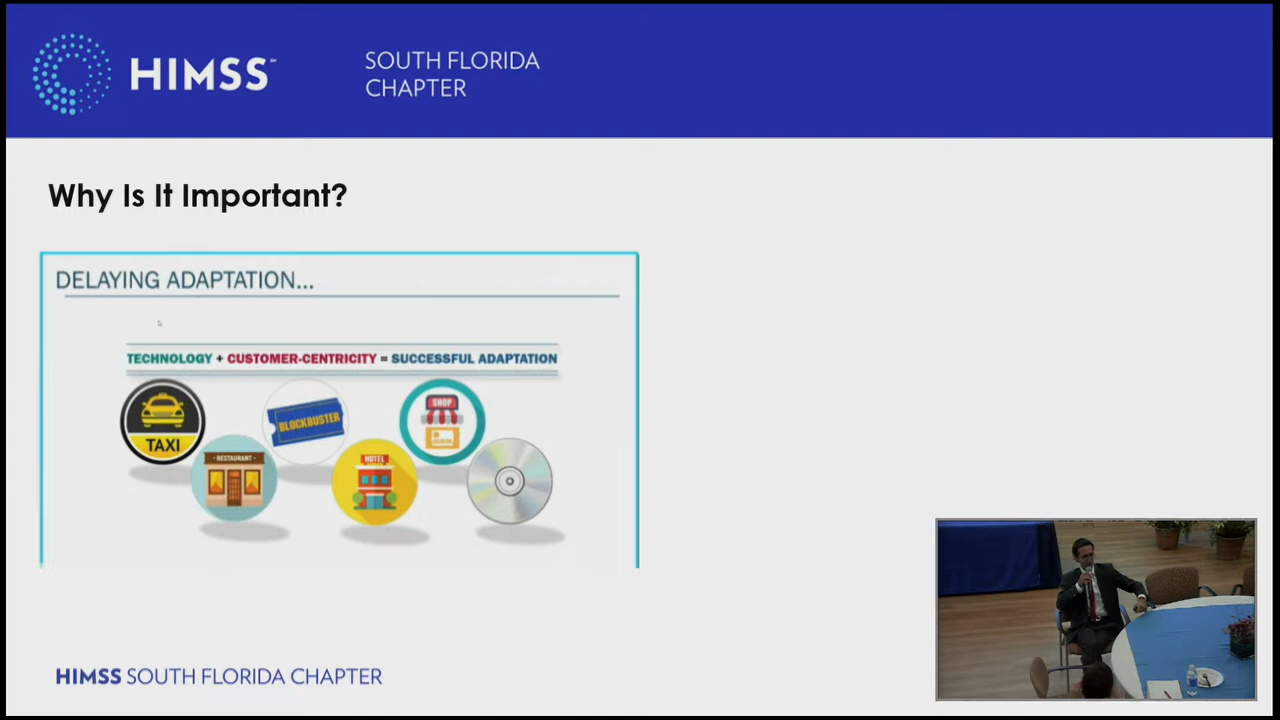 HIMSS™
SOUTH FLORIDA
CHAPTER
Why Is It Important?
DELAYING ADAPTATION...
TECHNOLOGY + CUSTOMER-CENTRICITY = SUCCESSFUL ADAPTATION
TAXI
BLOCKBUSTER
SHOP
RESTAURANT
HOTEL
HIMSS SOUTH FLORIDA CHAPTER